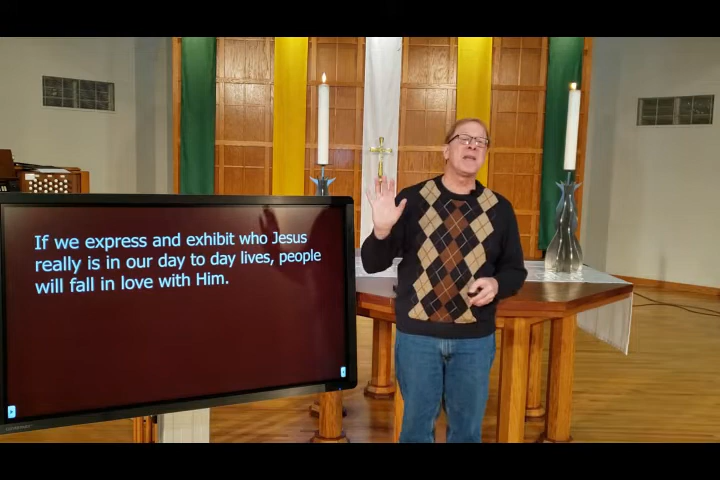 If we express and exhibit who Jesus
really is in our day to day lives, people
will fall in love with Him.